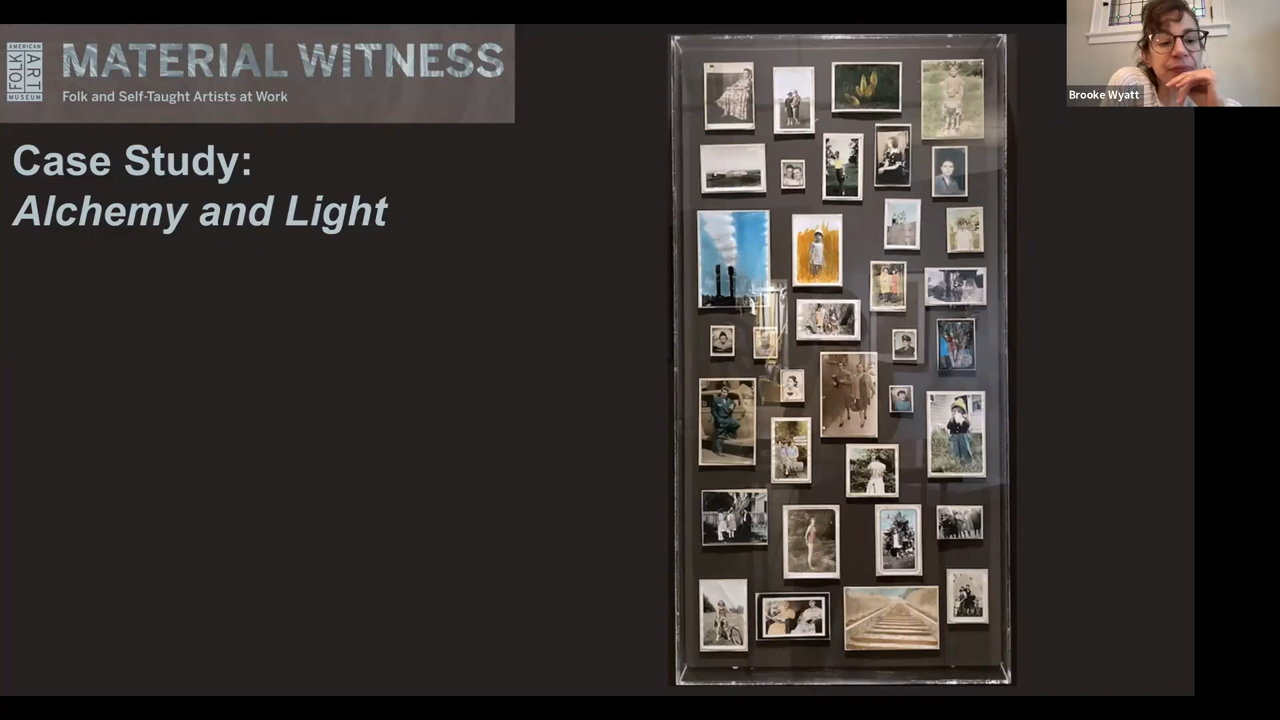 AMERICAN
FOLK
ART
MUSEUM
MATERIAL WITNESS
Folk and Self-Taught Artists at Work
Case Study:
Alchemy and Light
Brooke Wyatt